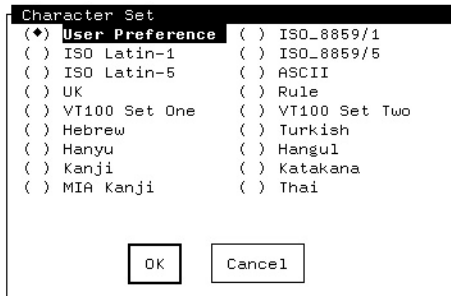 Character Set
(◆) User Preference ( ) ISO_8859/1
( ) ISO Latin-1 ( ) ISO_8859/5
( ) ISO Latin-5 ( ) ASCII
( ) UK ( ) Rule
( ) VT100 Set One ( ) VT100 Set Two
( ) Hebrew ( ) Turkish
( ) Hanyu ( ) Hangul
( ) Kanji ( ) Katakana
( ) MIA Kanji ( ) Thai
OK Cancel